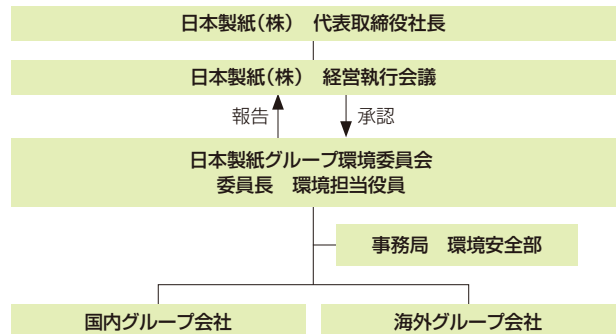 日本製紙(株)　代表取締役社長
日本製紙(株)　経営執行会議
報告
承認
日本製紙グループ環境委員会
委員長　環境担当役員
事務局　環境安全部
国内グループ会社
海外グループ会社